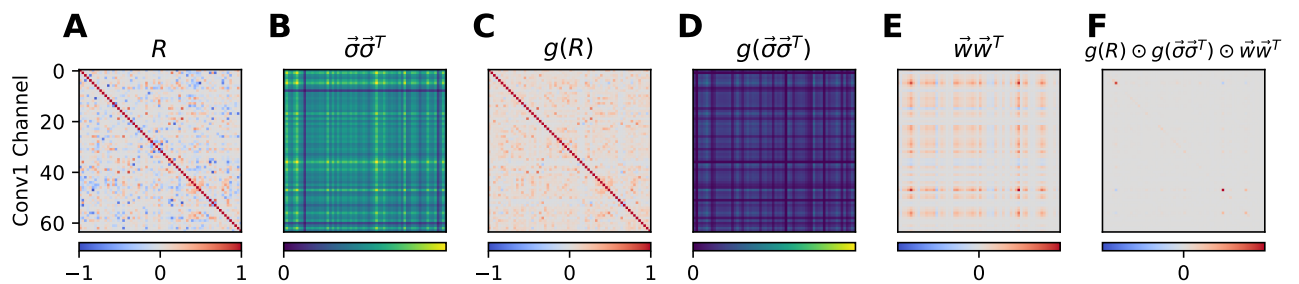 A B C D E F
R
σ⃗σ⃗ᵀ
g(R)
g(σ⃗σ⃗ᵀ)
w⃗w⃗ᵀ
g(R) ⊙ g(σ⃗σ⃗ᵀ) ⊙ w⃗w⃗ᵀ
Conv1 Channel
0
20
40
60
−1 0 1
0
−1 0 1
0
0
0